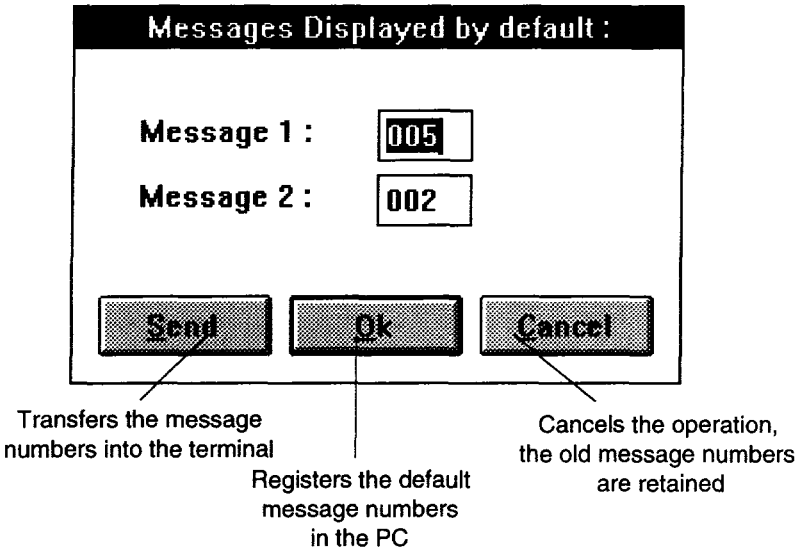 Messages Displayed by default :
Message 1 : 005
Message 2 : 002
Send Ok Cancel
Transfers the message
numbers into the terminal
Registers the default
message numbers
in the PC
Cancels the operation,
the old message numbers
are retained